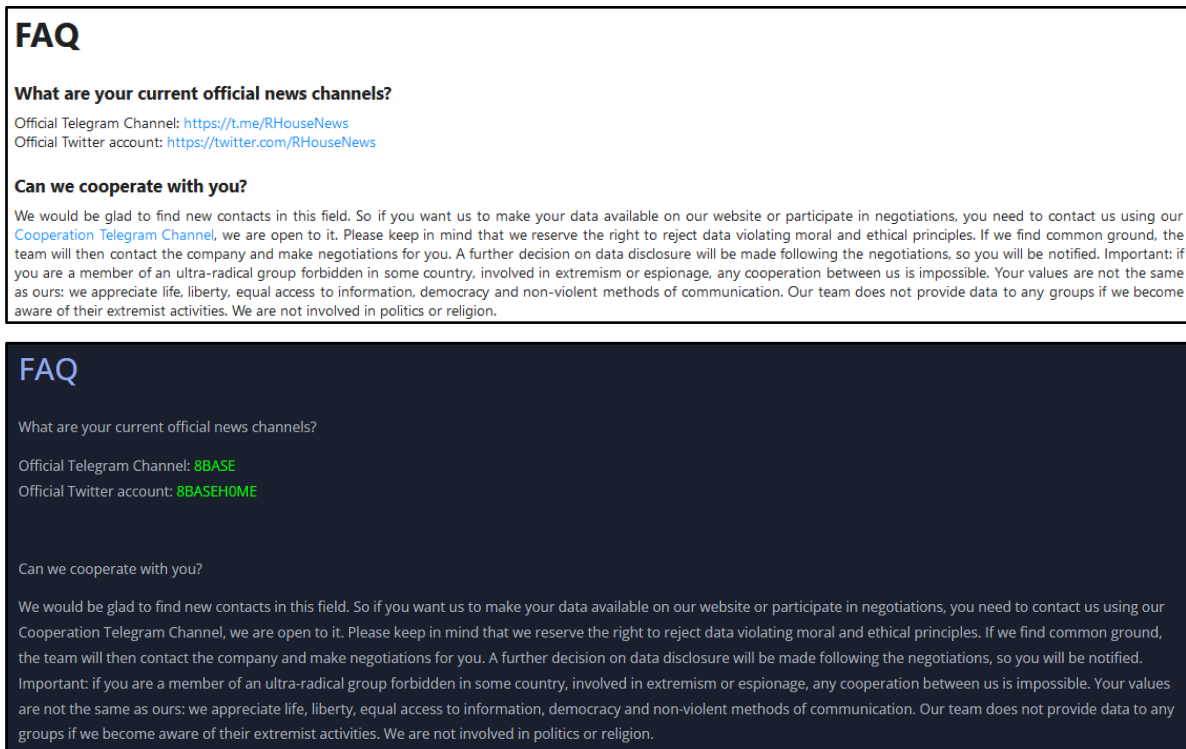 FAQ
What are your current official news channels?
Official Telegram Channel: https://t.me/RHouseNews
Official Twitter account: https://twitter.com/RHouseNews
Can we cooperate with you?
We would be glad to find new contacts in this field. So if you want us to make your data available on our website or participate in negotiations, you need to contact us using our
Cooperation Telegram Channel, we are open to it. Please keep in mind that we reserve the right to reject data violating moral and ethical principles. If we find common ground, the
team will then contact the company and make negotiations for you. A further decision on data disclosure will be made following the negotiations, so you will be notified. Important: if
you are a member of an ultra-radical group forbidden in some country, involved in extremism or espionage, any cooperation between us is impossible. Your values are not the same
as ours: we appreciate life, liberty, equal access to information, democracy and non-violent methods of communication. Our team does not provide data to any groups if we become
aware of their extremist activities. We are not involved in politics or religion.
FAQ
What are your current official news channels?
Official Telegram Channel: 8BASE
Official Twitter account: 8BASEH0ME
Can we cooperate with you?
We would be glad to find new contacts in this field. So if you want us to make your data available on our website or participate in negotiations, you need to contact us using our
Cooperation Telegram Channel, we are open to it. Please keep in mind that we reserve the right to reject data violating moral and ethical principles. If we find common ground,
the team will then contact the company and make negotiations for you. A further decision on data disclosure will be made following the negotiations, so you will be notified.
Important: if you are a member of an ultra-radical group forbidden in some country, involved in extremism or espionage, any cooperation between us is impossible. Your values
are not the same as ours: we appreciate life, liberty, equal access to information, democracy and non-violent methods of communication. Our team does not provide data to any
groups if we become aware of their extremist activities. We are not involved in politics or religion.